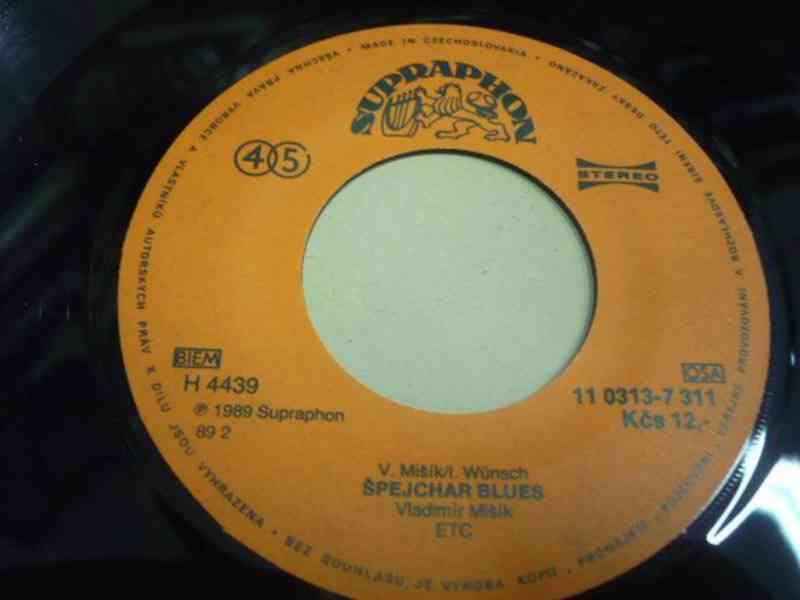 MADE IN CZECHOSLOVAKIA • VŠECHNA PRÁVA VÝROBCE A VLASTNÍKŮ AUTORSKÝCH PRÁV K DÍLU JSOU VYHRAZENA • BEZ SOUHLASU JE VÝROBA KOPIÍ, PRONÁJEM, PŮJČOVÁNÍ, VEŘEJNÉ PROVOZOVÁNÍ V ROZHLASOVÉ ŠÍŘENÍ TÉTO DESKY ZAKÁZÁNO
SUPRAPHON
45
STEREO
BIEM
H 4439
℗ 1989 Supraphon
89 2
OSA
11 0313-7 311
Kčs 12,-
V. Mišík/I. Wünsch
ŠPEJCHAR BLUES
Vladimír Mišík
ETC